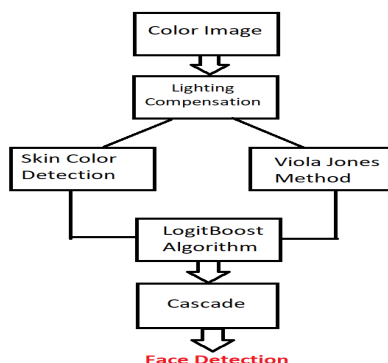 Color Image
Lighting
Compensation
Skin Color
Detection
Viola Jones
Method
LogitBoost
Algorithm
Cascade
Face Detection